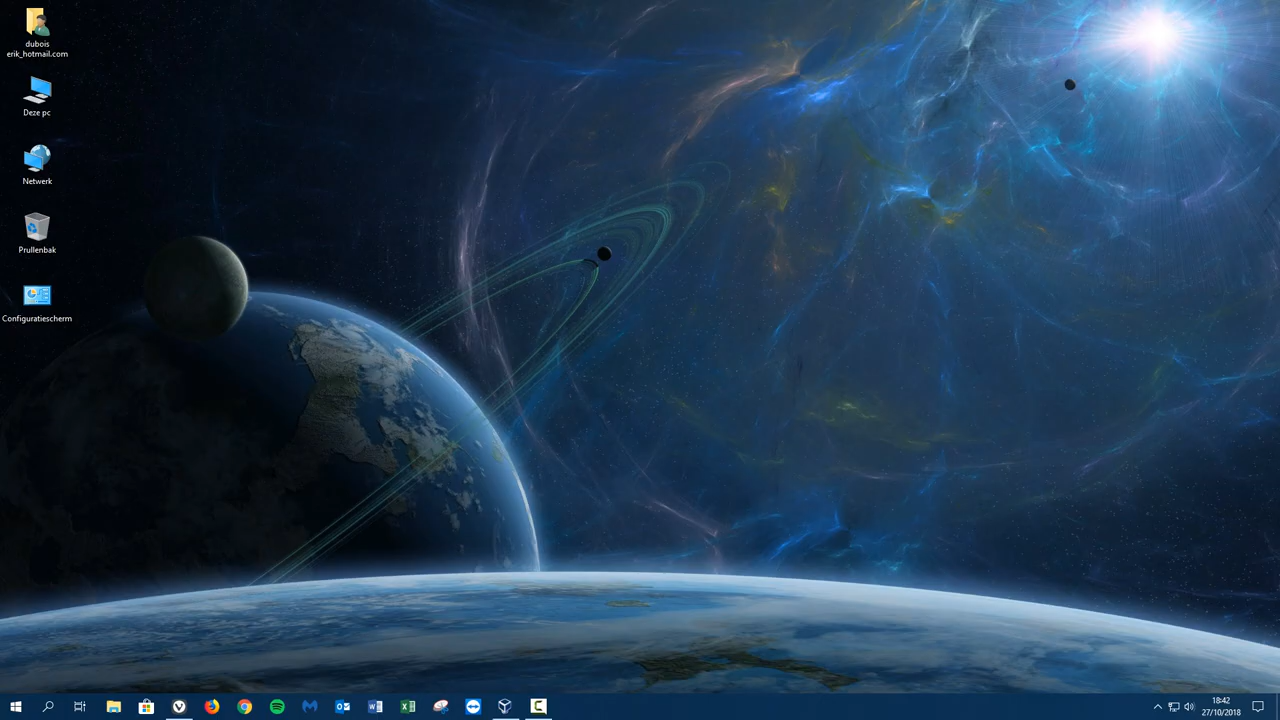 dubois
erik_hotmail.com
Deze pc
Netwerk
Prullenbak
Configuratiescherm
18:42
27/10/2018